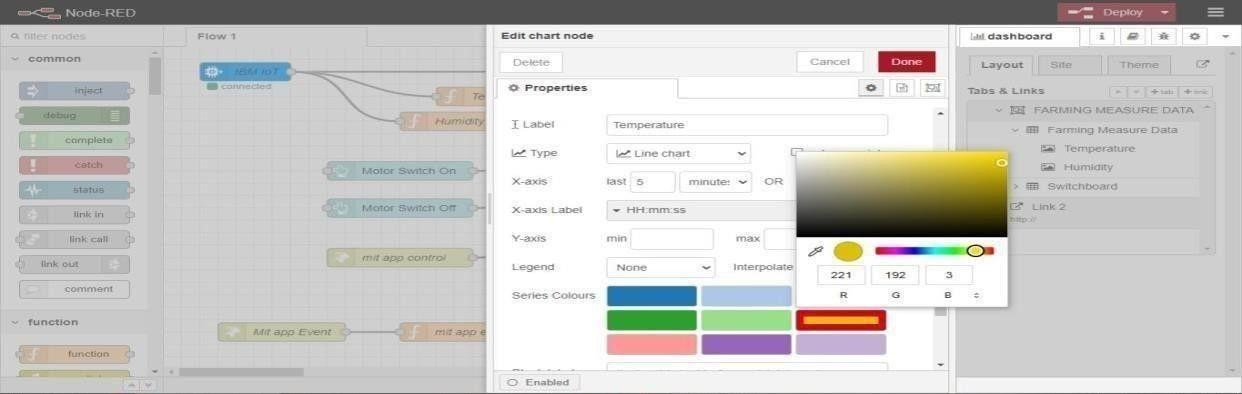 Node-RED
Deploy
filter nodes
Flow 1
Edit chart node
dashboard
common
Delete
Cancel
Done
Layout
Site
Theme
IBM IoT
connected
Properties
inject
Tabs & Links
tab
link
Te
FARMING MEASURE DATA
debug
Humidity
Label
Temperature
Farming Measure Data
complete
Type
Line chart
Temperature
catch
Humidity
Motor Switch On
X-axis
last
5
minutes
OR
status
Switchboard
Motor Switch Off
X-axis Label
HH:mm:ss
Link 2
link in
http://
Y-axis
min
max
link call
mit app control
link out
Legend
None
Interpolate
221
192
3
comment
Series Colours
R
G
B
function
Mit app Event
mit app e
function
Enabled